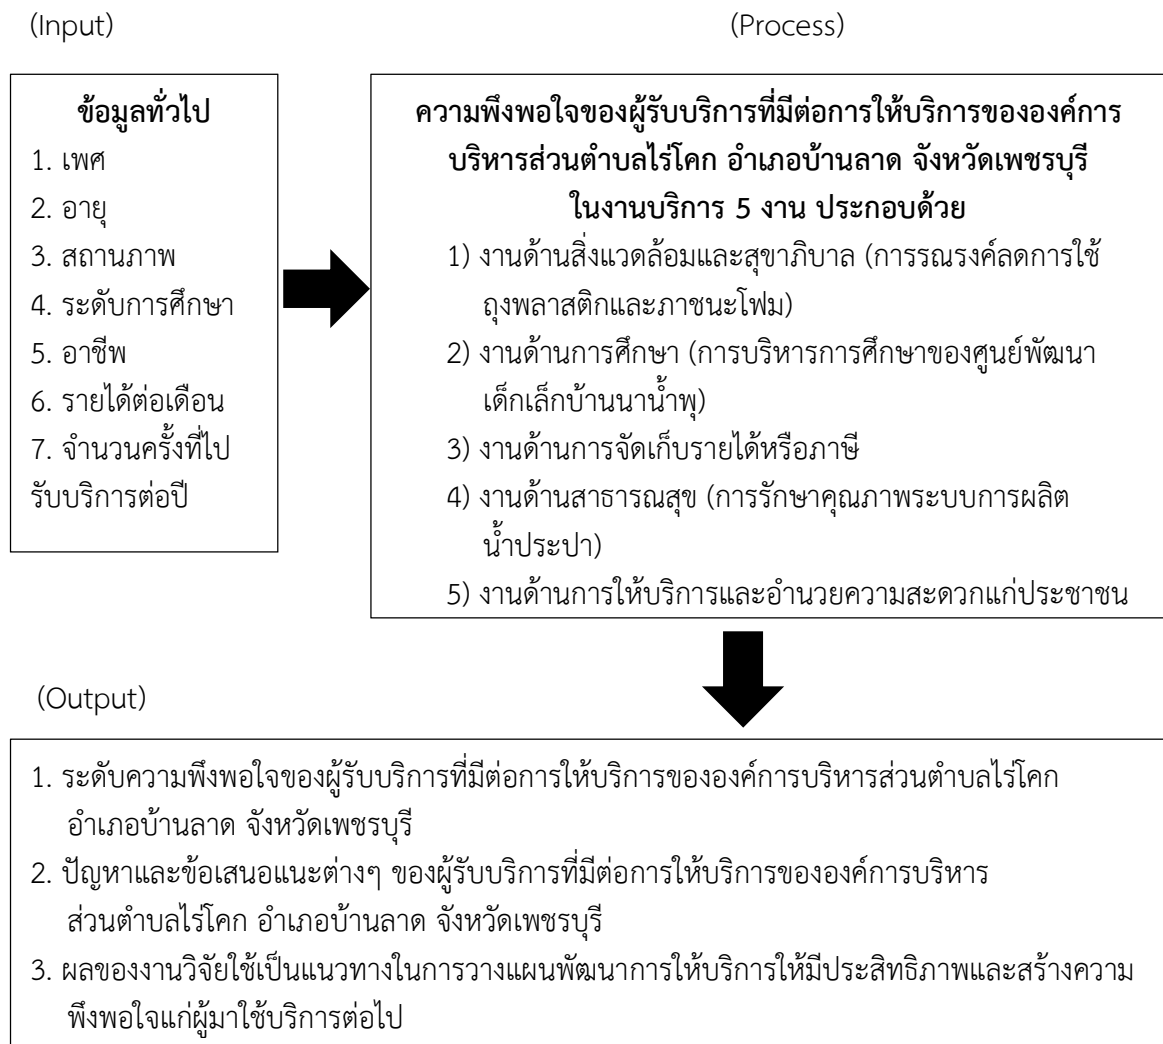 (Input)
(Process)
ข้อมูลทั่วไป
1. เพศ
2. อายุ
3. สถานภาพ
4. ระดับการศึกษา
5. อาชีพ
6. รายได้ต่อเดือน
7. จำนวนครั้งที่ไป
รับบริการต่อปี
ความพึงพอใจของผู้รับบริการที่มีต่อการให้บริการขององค์การ
บริหารส่วนตำบลไร่โคก อำเภอบ้านลาด จังหวัดเพชรบุรี
ในงานบริการ 5 งาน ประกอบด้วย
1) งานด้านสิ่งแวดล้อมและสุขาภิบาล (การรณรงค์ลดการใช้
ถุงพลาสติกและภาชนะโฟม)
2) งานด้านการศึกษา (การบริหารการศึกษาของศูนย์พัฒนา
เด็กเล็กบ้านนาน้ำพุ)
3) งานด้านการจัดเก็บรายได้หรือภาษี
4) งานด้านสาธารณสุข (การรักษาคุณภาพระบบการผลิต
น้ำประปา)
5) งานด้านการให้บริการและอำนวยความสะดวกแก่ประชาชน
(Output)
1. ระดับความพึงพอใจของผู้รับบริการที่มีต่อการให้บริการขององค์การบริหารส่วนตำบลไร่โคก
อำเภอบ้านลาด จังหวัดเพชรบุรี
2. ปัญหาและข้อเสนอแนะต่างๆ ของผู้รับบริการที่มีต่อการให้บริการขององค์การบริหาร
ส่วนตำบลไร่โคก อำเภอบ้านลาด จังหวัดเพชรบุรี
3. ผลของงานวิจัยใช้เป็นแนวทางในการวางแผนพัฒนาการให้บริการให้มีประสิทธิภาพและสร้างความ
พึงพอใจแก่ผู้มาใช้บริการต่อไป